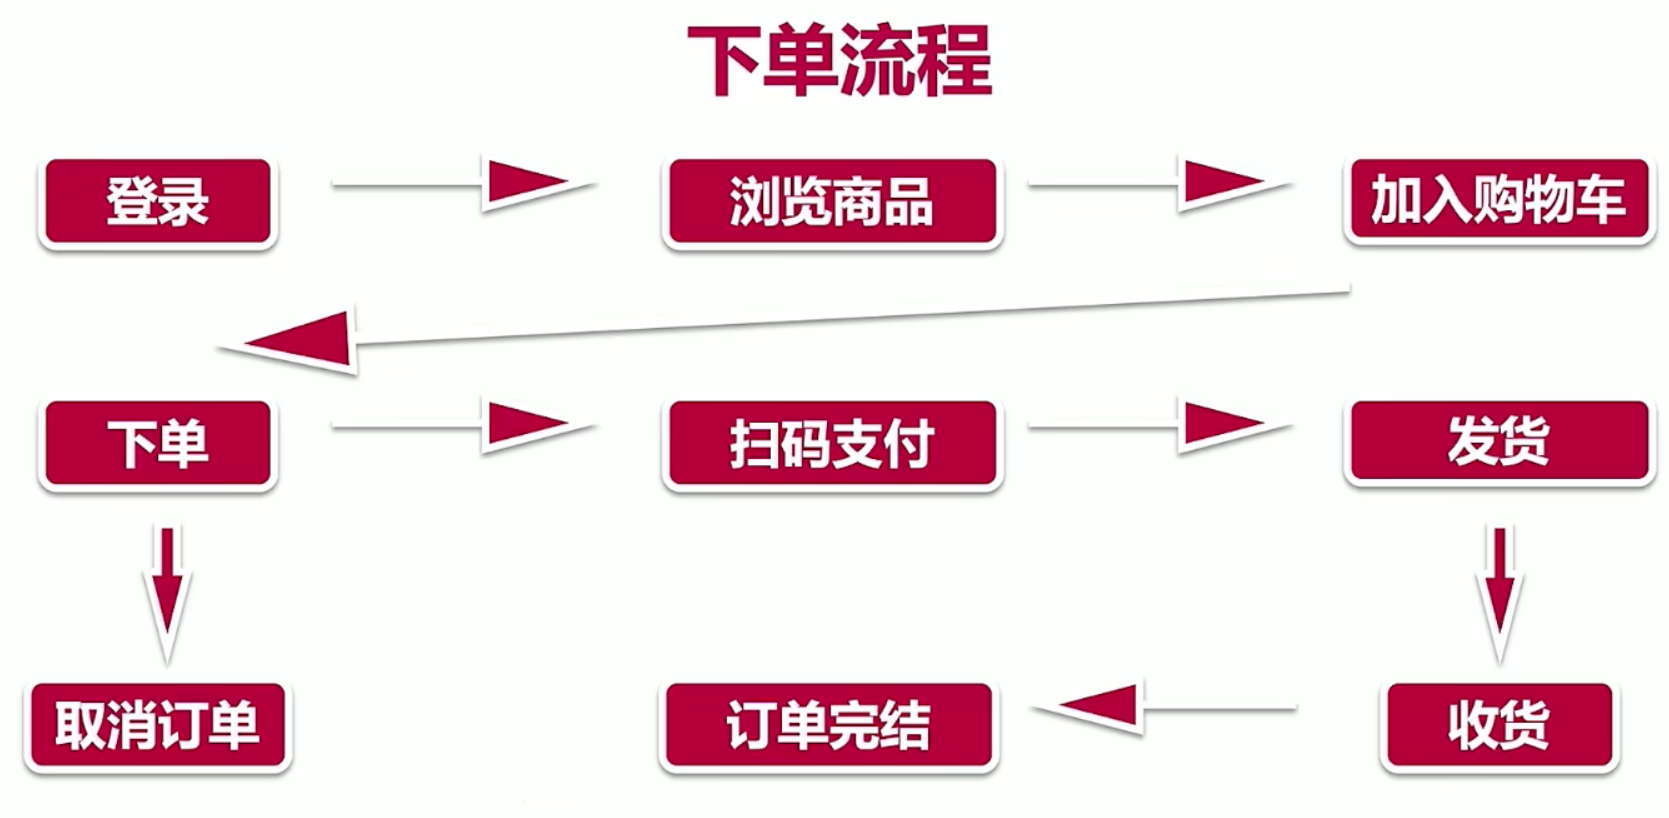 下单流程
登录
浏览商品
加入购物车
下单
扫码支付
发货
取消订单
订单完结
收货